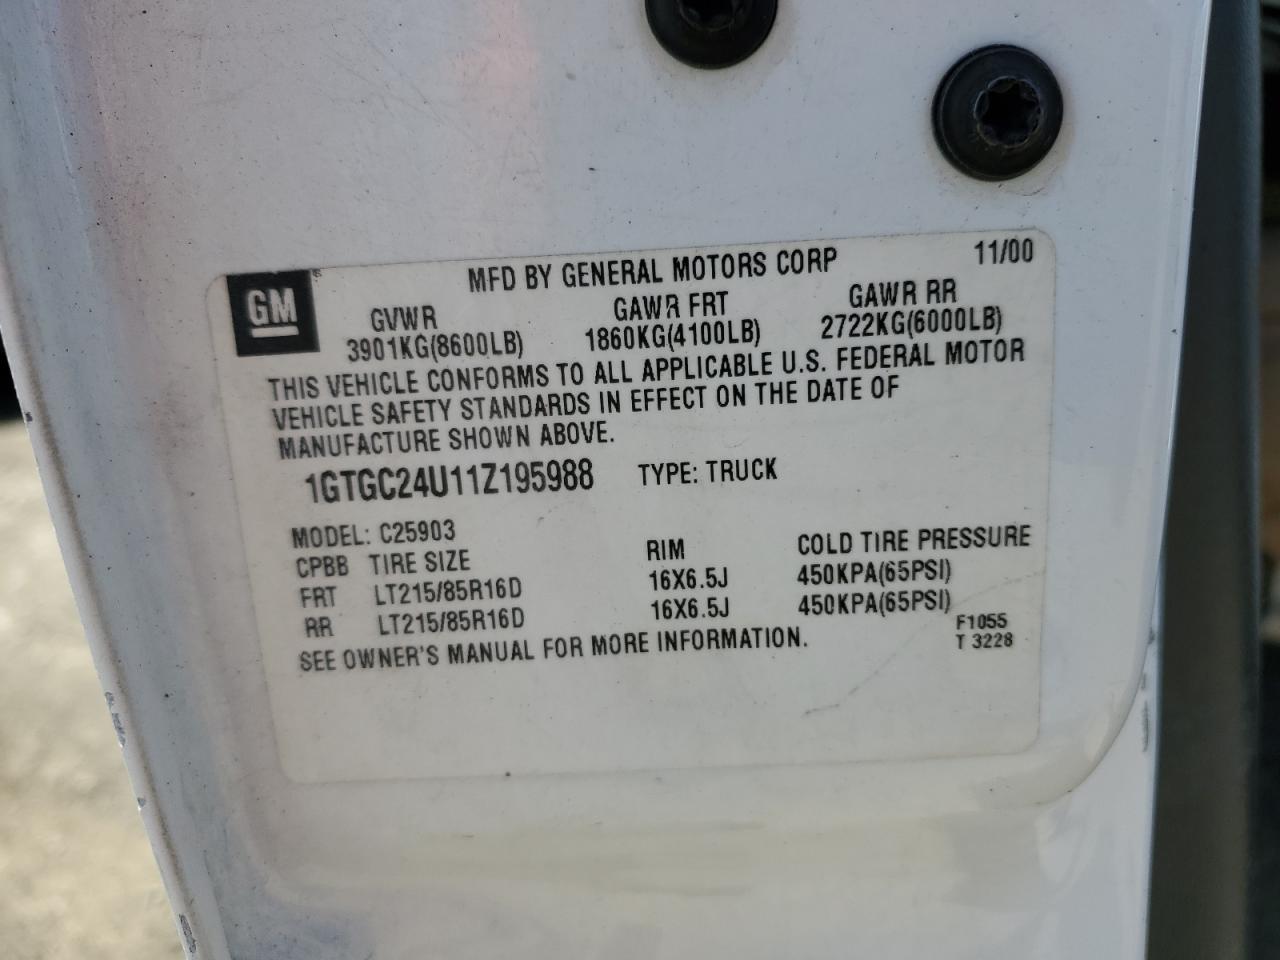 MFD BY GENERAL MOTORS CORP 11/00
GM
GVWR GAWR FRT GAWR RR
3901KG(8600LB) 1860KG(4100LB) 2722KG(6000LB)
THIS VEHICLE CONFORMS TO ALL APPLICABLE U.S. FEDERAL MOTOR
VEHICLE SAFETY STANDARDS IN EFFECT ON THE DATE OF
MANUFACTURE SHOWN ABOVE.
1GTGC24U11Z195988 TYPE: TRUCK
MODEL: C25903
CPBB TIRE SIZE RIM COLD TIRE PRESSURE
FRT LT215/85R16D 16X6.5J 450KPA(65PSI)
RR LT215/85R16D 16X6.5J 450KPA(65PSI)
SEE OWNER'S MANUAL FOR MORE INFORMATION.
F1055
T 3228